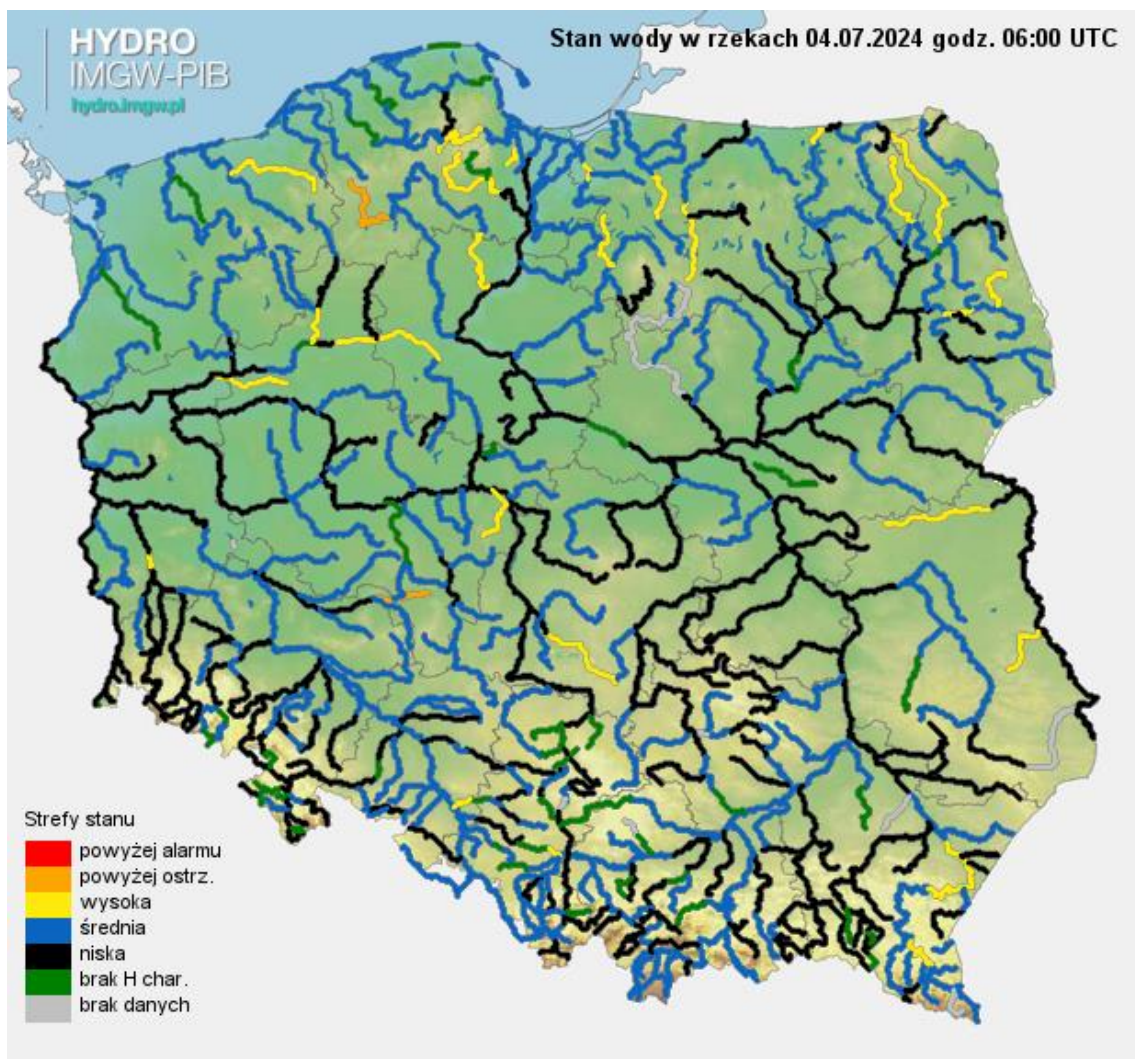 HYDRO
IMGW-PIB
hydro.imgw.pl
Stan wody w rzekach 04.07.2024 godz. 06:00 UTC
Strefy stanu
powyżej alarmu
powyżej ostrz.
wysoka
średnia
niska
brak H char.
brak danych